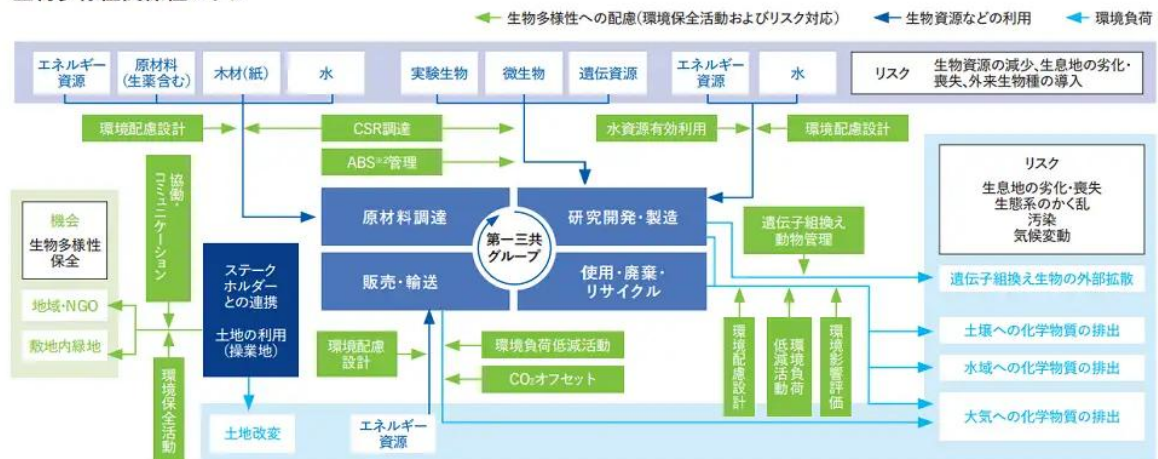 生物多様性への配慮(環境保全活動およびリスク対応)
生物資源などの利用
環境負荷
エネルギー
資源
原材料
(生薬含む)
木材(紙)
水
実験生物
微生物
遺伝資源
エネルギー
資源
水
リスク
生物資源の減少、生息地の劣化・
喪失、外来生物種の導入
環境配慮設計
CSR調達
水資源有効利用
環境配慮設計
ABS※2管理
協働・
コミュニケーション
機会
生物多様性
保全
地域・NGO
敷地内緑地
環境保全活動
ステーク
ホルダー
との連携
土地の利用
(操業地)
土地改変
原材料調達
研究開発・製造
第一三共
グループ
販売・輸送
使用・廃棄・
リサイクル
遺伝子組換え
動物管理
環境配慮
設計
環境負荷低減活動
CO₂オフセット
エネルギー
資源
環境配慮設計
環境負荷
低減活動
環境影響評価
リスク
生息地の劣化・喪失
生態系のかく乱
汚染
気候変動
遺伝子組換え生物の外部拡散
土壌への化学物質の排出
水域への化学物質の排出
大気への化学物質の排出